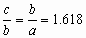 c/b = b/a = 1.618